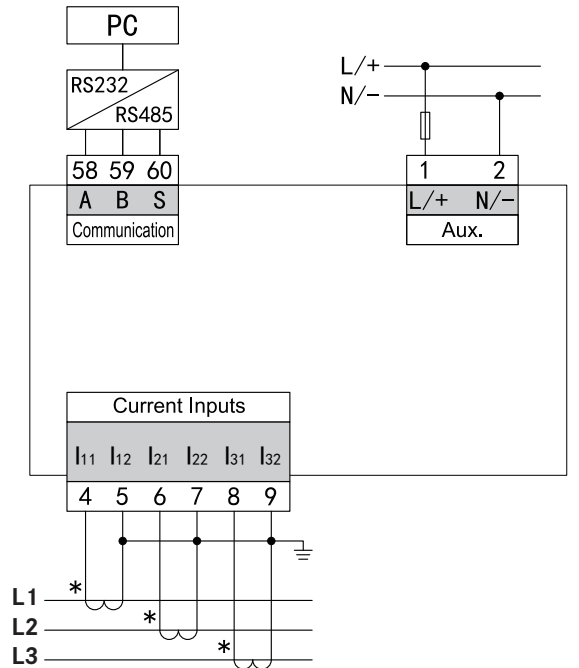 PC
RS232
RS485
L/+
N/-
58 59 60
A B S
Communication
1 2
L/+ N/-
Aux.
Current Inputs
I11 I12 I21 I22 I31 I32
4 5 6 7 8 9
*
L1
*
L2
*
L3